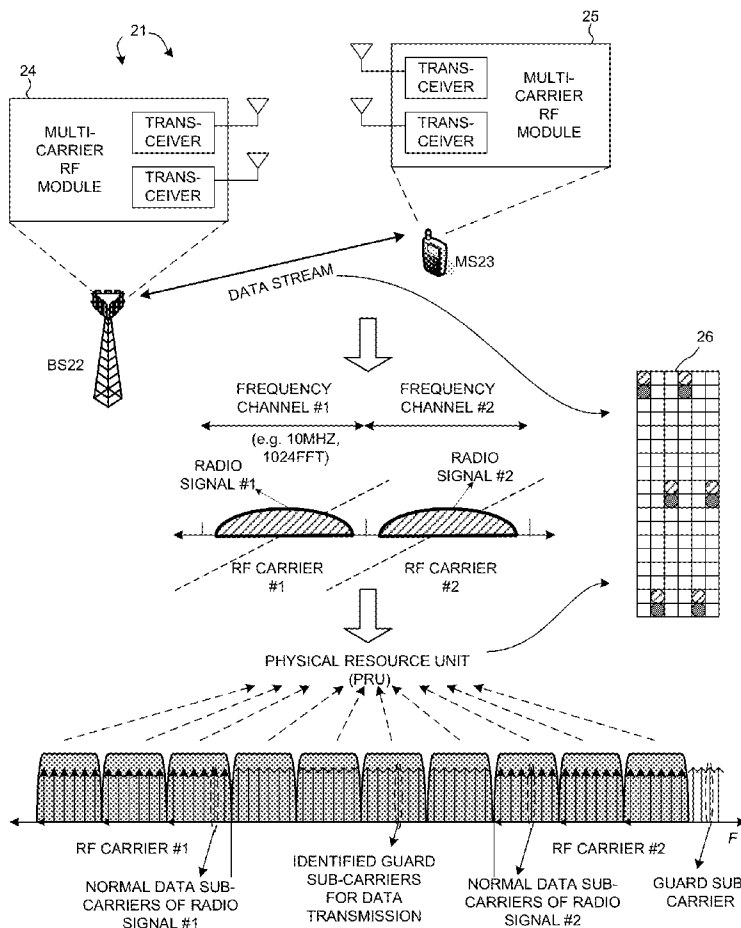 21
24
MULTI-
CARRIER
RF
MODULE
TRANS-
CEIVER
TRANS-
CEIVER
25
TRANS-
CEIVER
TRANS-
CEIVER
MULTI-
CARRIER
RF
MODULE
MS23
DATA STREAM
BS22
26
FREQUENCY
CHANNEL #1
FREQUENCY
CHANNEL #2
(e.g. 10MHZ,
1024FFT)
RADIO
SIGNAL #1
RADIO
SIGNAL #2
RF CARRIER
#1
RF CARRIER
#2
PHYSICAL RESOURCE UNIT
(PRU)
F
RF CARRIER #1
RF CARRIER #2
NORMAL DATA SUB-
CARRIERS OF RADIO
SIGNAL #1
IDENTIFIED GUARD
SUB-CARRIERS
FOR DATA
TRANSMISSION
NORMAL DATA SUB-
CARRIERS OF RADIO
SIGNAL #2
GUARD SUB
CARRIER